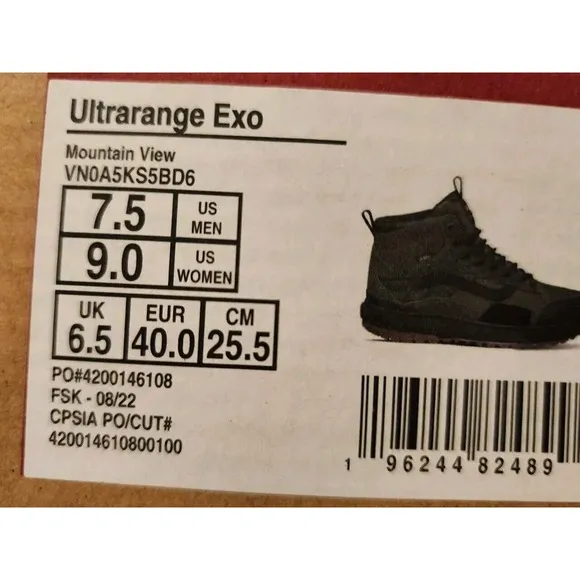 Ultrarange Exo
Mountain View
VN0A5KS5BD6
7.5 US MEN
9.0 US WOMEN
UK EUR CM
6.5 40.0 25.5
PO#4200146108
FSK - 08/22
CPSIA PO/CUT#
420014610800100
1 96244 82489